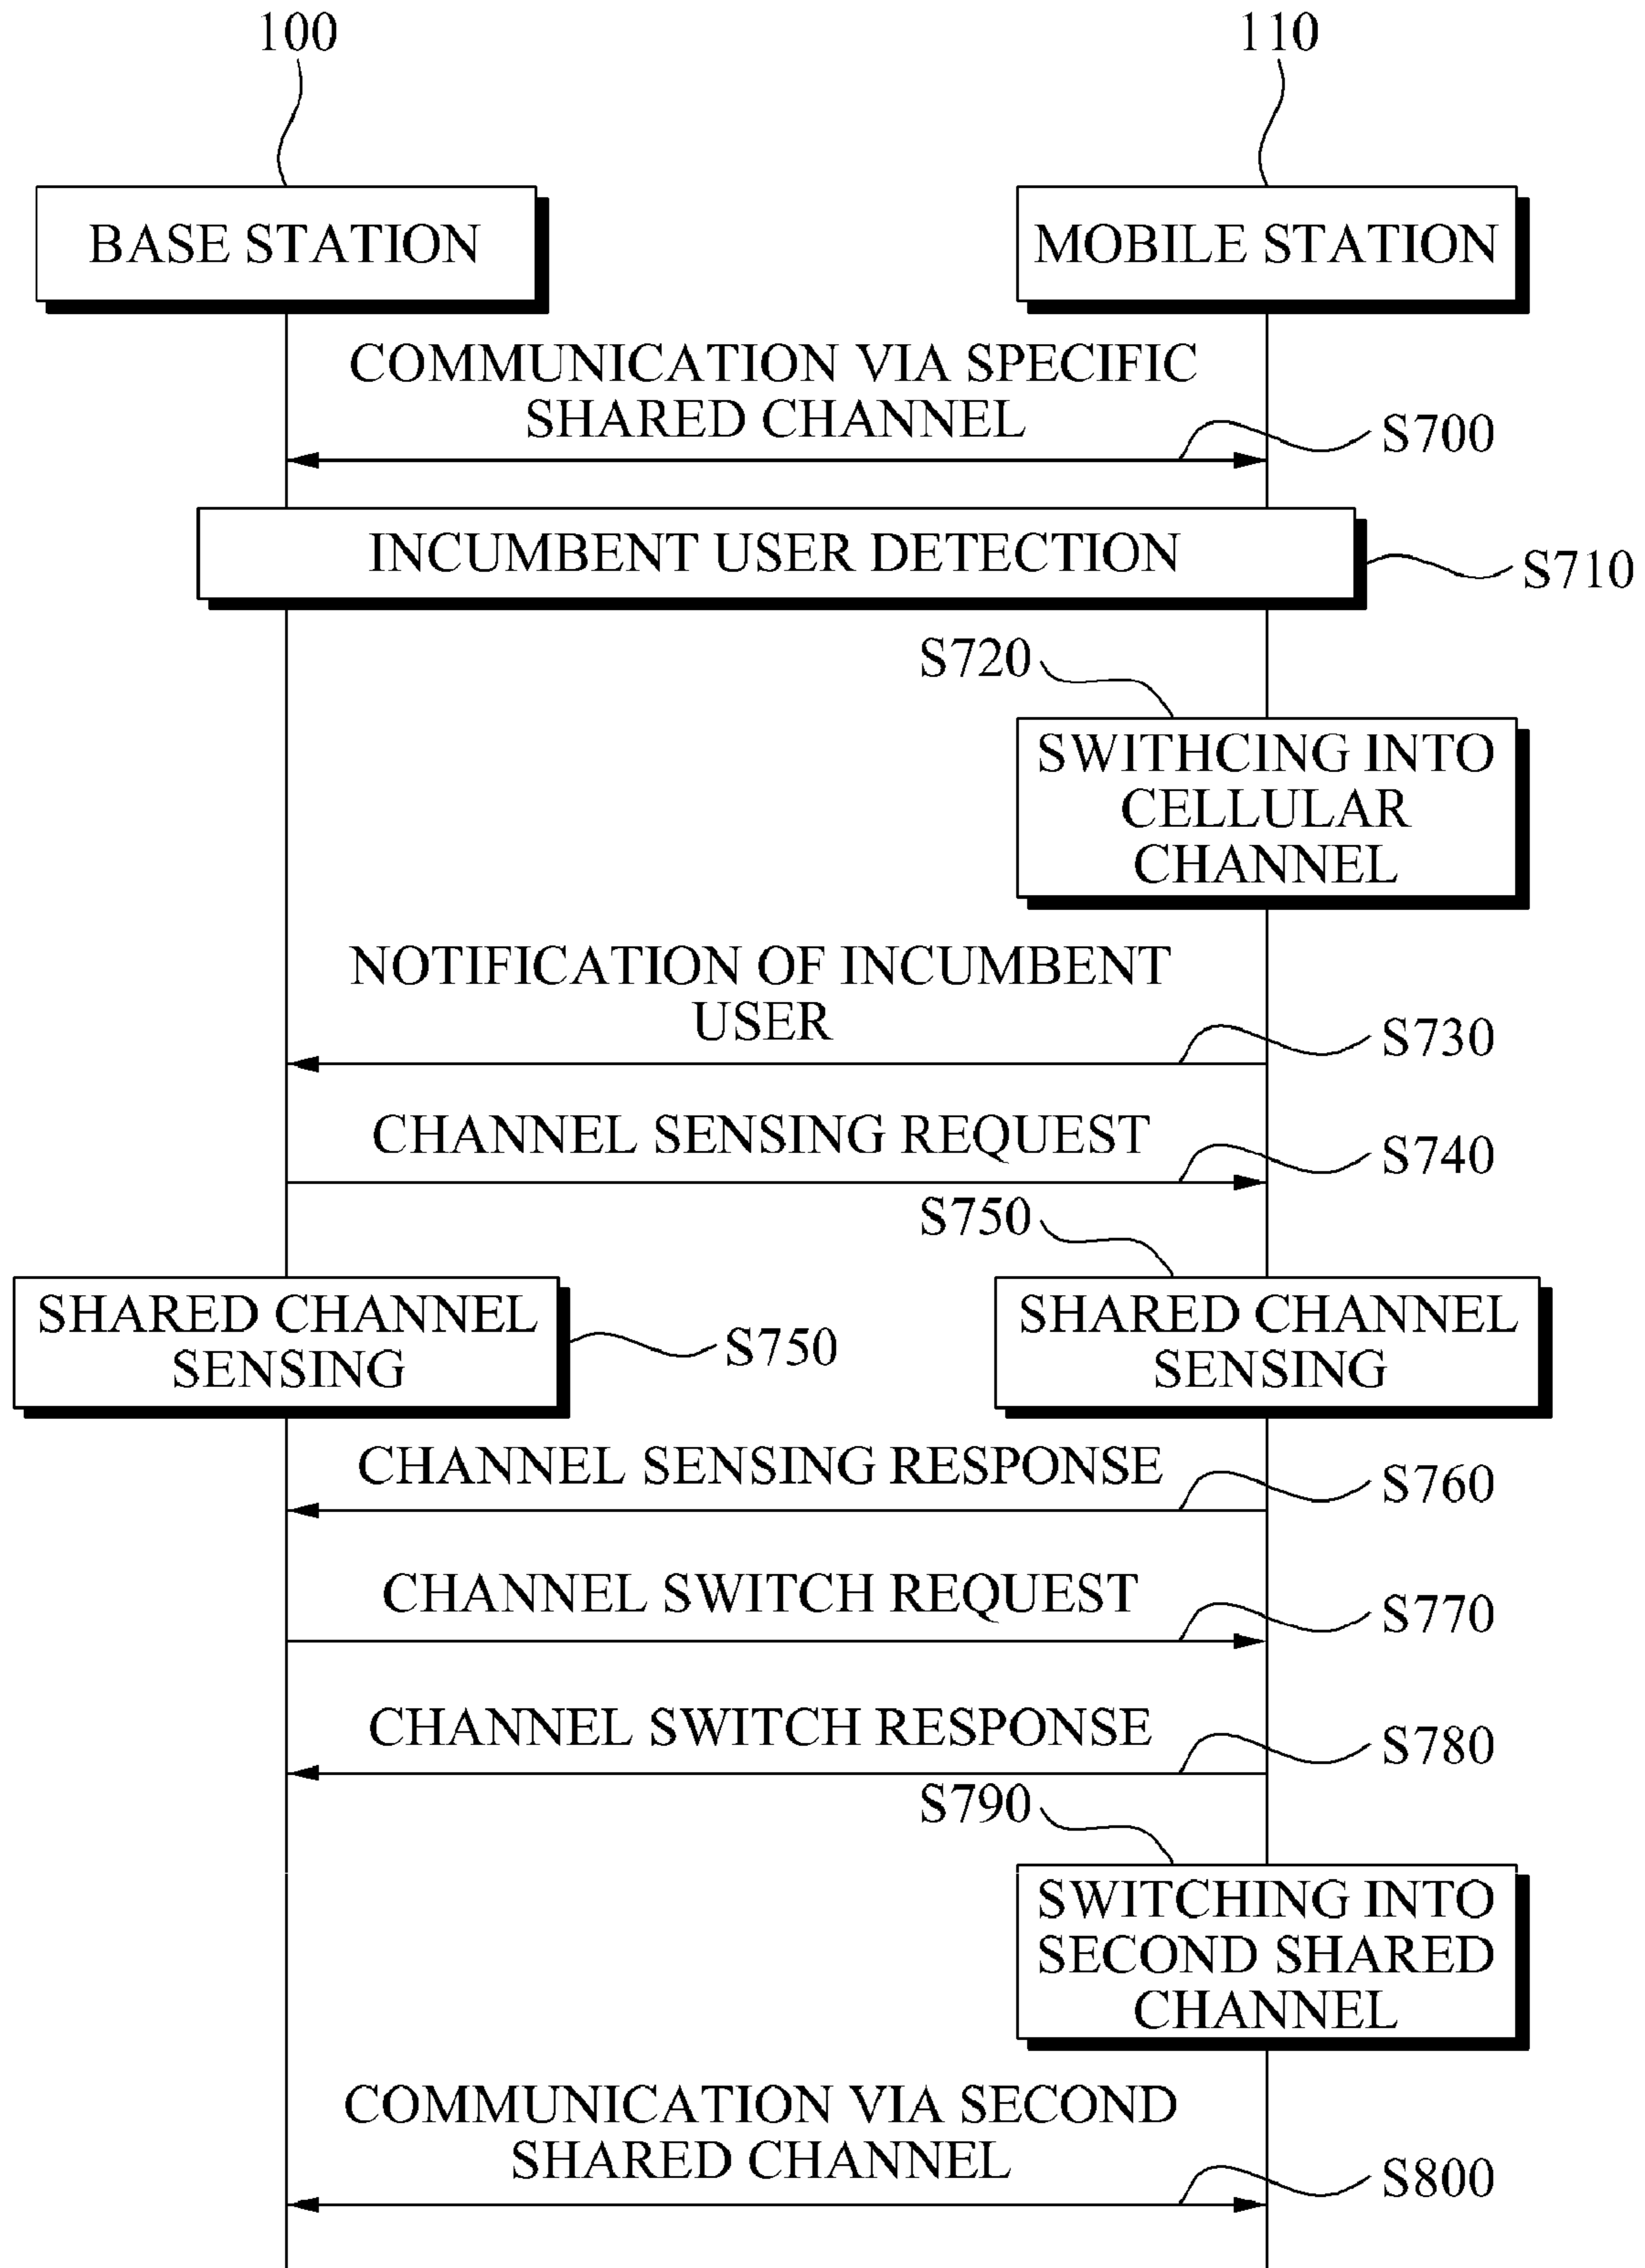 100
110
BASE STATION
MOBILE STATION
COMMUNICATION VIA SPECIFIC
SHARED CHANNEL
S700
INCUMBENT USER DETECTION
S710
S720
SWITHCING INTO
CELLULAR
CHANNEL
NOTIFICATION OF INCUMBENT
USER
S730
CHANNEL SENSING REQUEST
S740
S750
SHARED CHANNEL
SENSING
S750
SHARED CHANNEL
SENSING
CHANNEL SENSING RESPONSE
S760
CHANNEL SWITCH REQUEST
S770
CHANNEL SWITCH RESPONSE
S780
S790
SWITCHING INTO
SECOND SHARED
CHANNEL
COMMUNICATION VIA SECOND
SHARED CHANNEL
S800